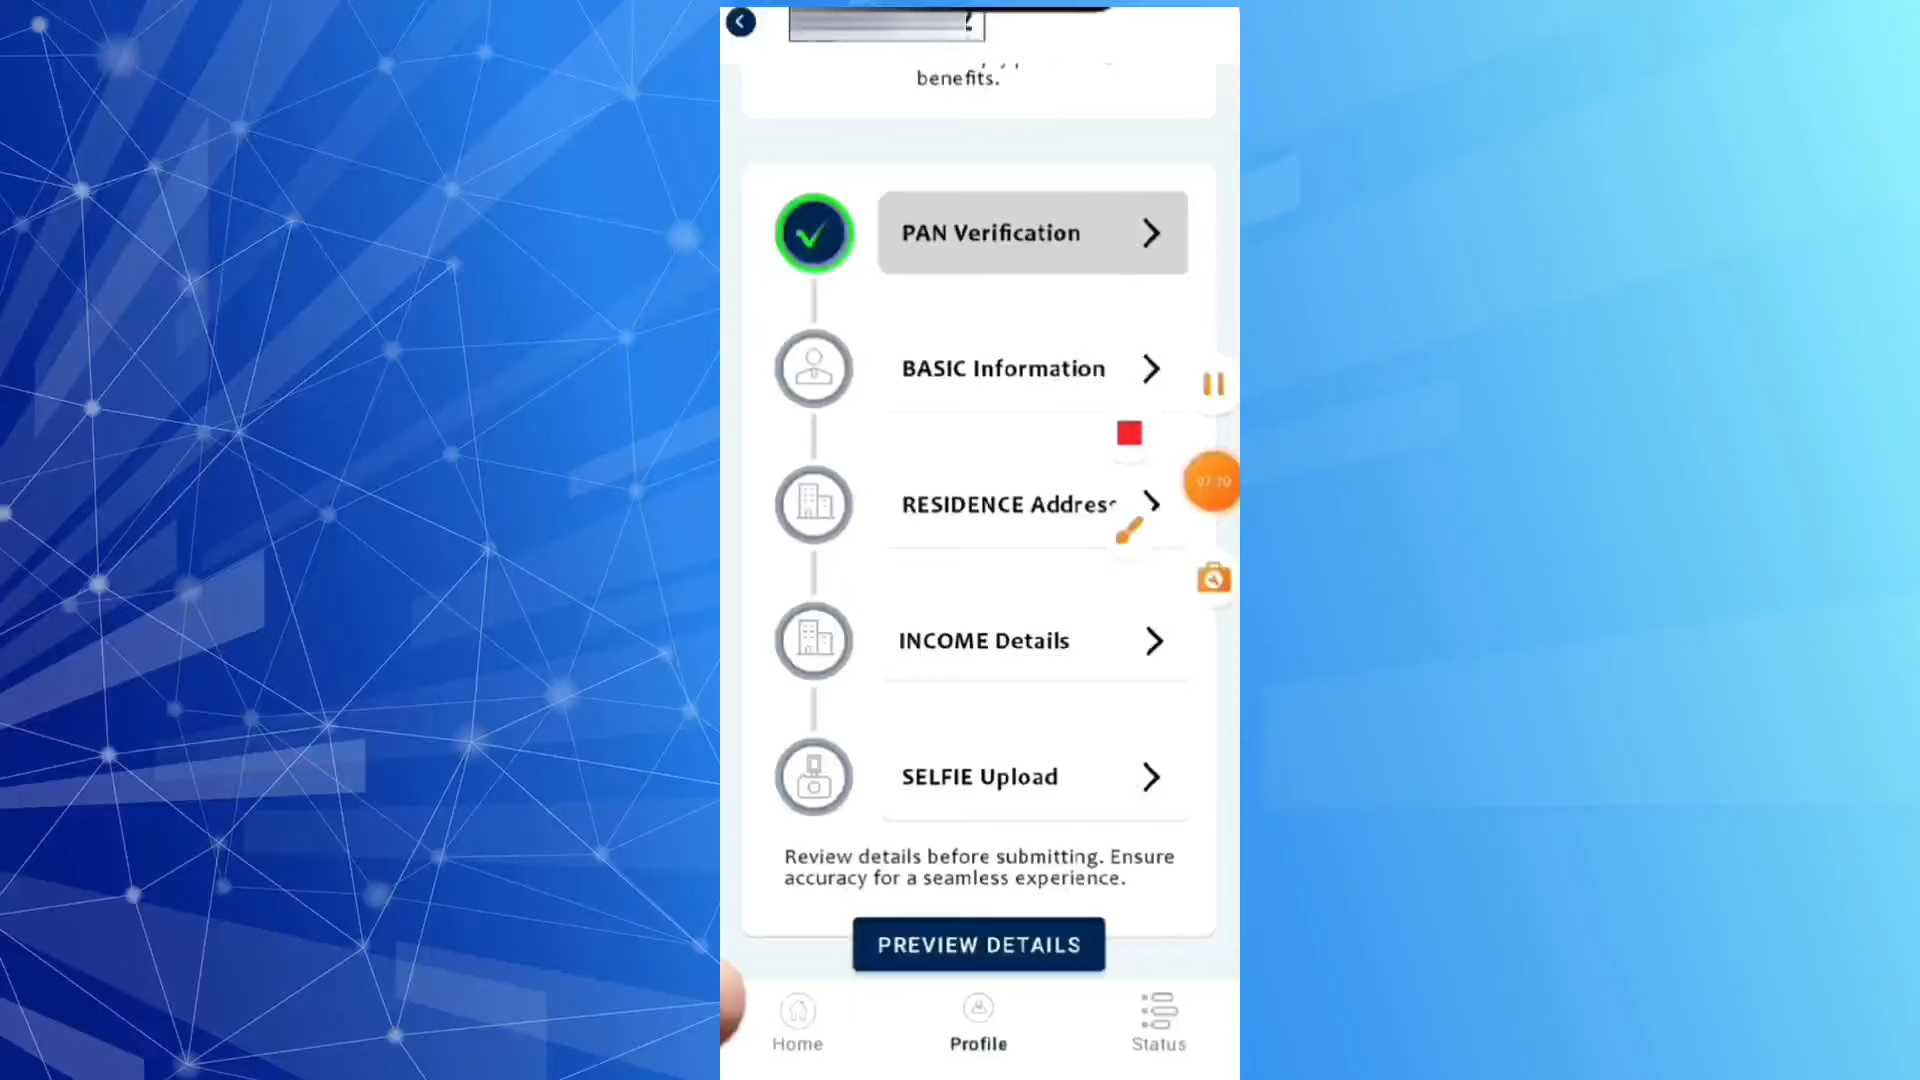 benefits.
PAN Verification
BASIC Information
RESIDENCE Address
INCOME Details
SELFIE Upload
Review details before submitting. Ensure
accuracy for a seamless experience.
PREVIEW DETAILS
Home
Profile
Status